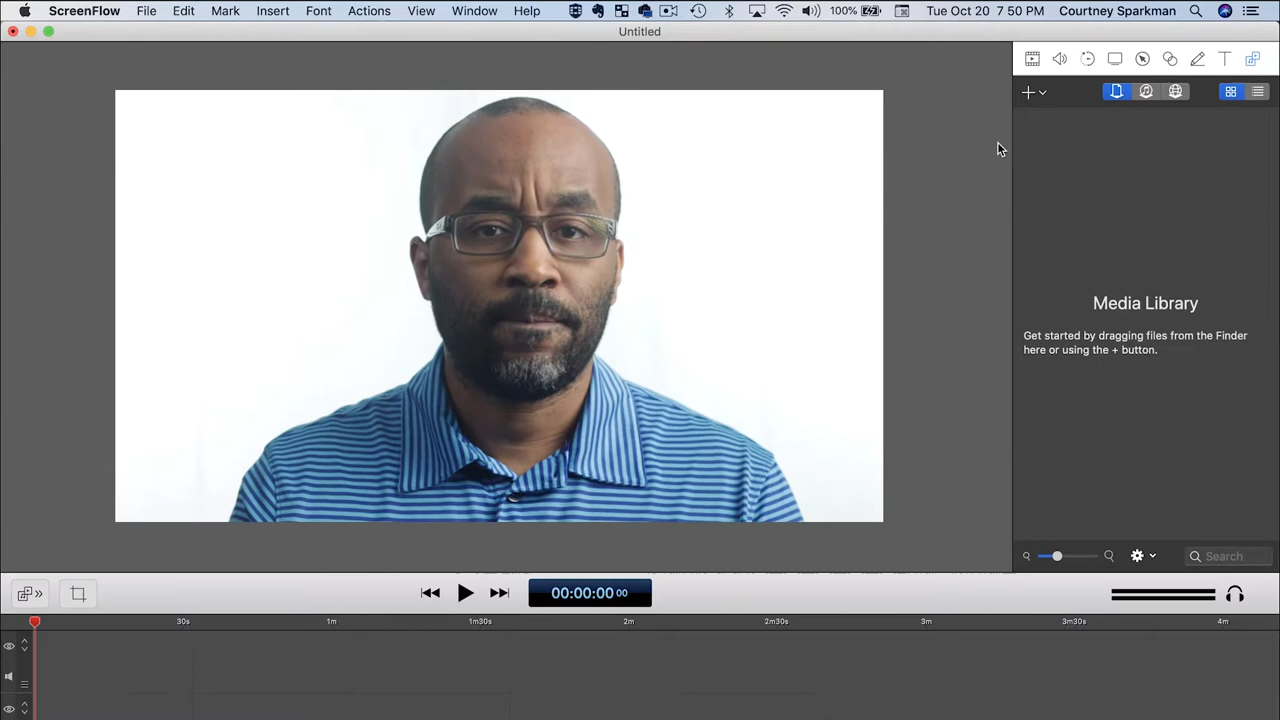 ScreenFlow File Edit Mark Insert Font Actions View Window Help 100% Tue Oct 20 7:50 PM Courtney Sparkman
Untitled
Media Library
Get started by dragging files from the Finder
here or using the + button.
Search
00:00:00 00
30s 1m 1m30s 2m 2m30s 3m 3m30s 4m